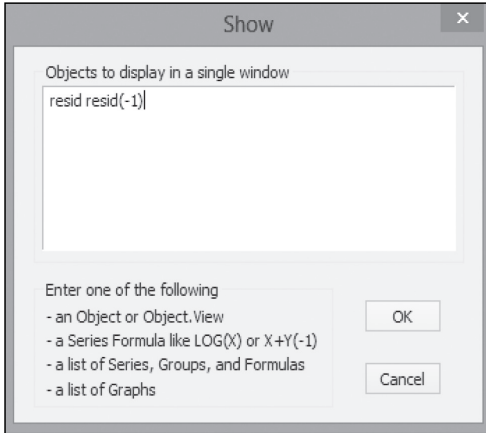 Show
x
Objects to display in a single window
resid resid(-1)
Enter one of the following
- an Object or Object.View
- a Series Formula like LOG(X) or X+Y(-1)
- a list of Series, Groups, and Formulas
- a list of Graphs
OK
Cancel